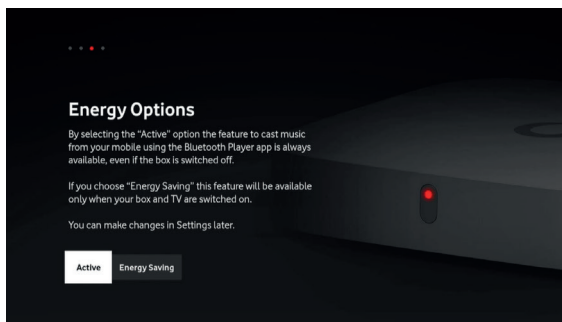 Energy Options
By selecting the "Active" option the feature to cast music
from your mobile using the Bluetooth Player app is always
available, even if the box is switched off.
If you choose "Energy Saving" this feature will be available
only when your box and TV are switched on.
You can make changes in Settings later.
Active
Energy Saving